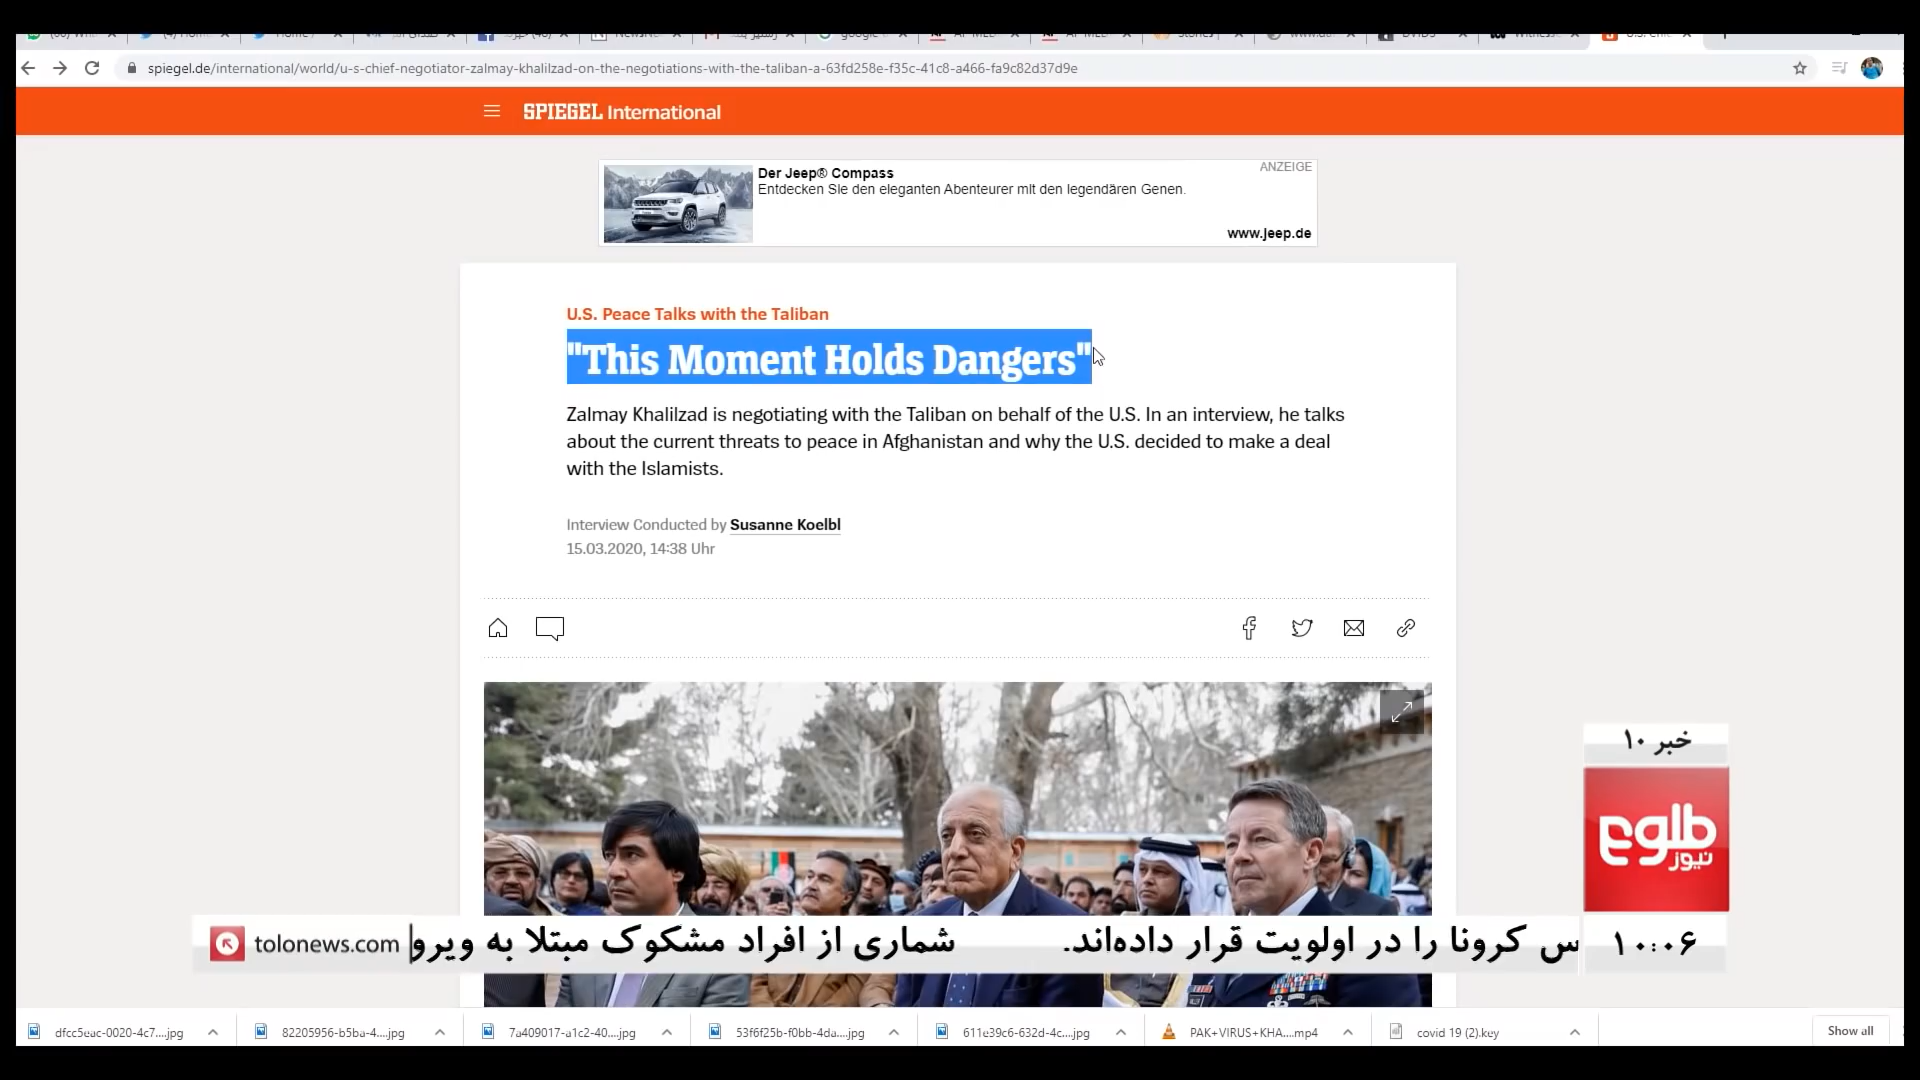 spiegel.de/international/world/u-s-chief-negotiator-zalmay-khalilzad-on-the-negotiations-with-the-taliban-a-63fd258e-f35c-41c8-a466-fa9c82d37d9e
SPIEGEL International
ANZEIGE
Der Jeep® Compass
Entdecken Sie den eleganten Abenteurer mit den legendären Genen.
www.jeep.de
U.S. Peace Talks with the Taliban
"This Moment Holds Dangers"
Zalmay Khalilzad is negotiating with the Taliban on behalf of the U.S. In an interview, he talks
about the current threats to peace in Afghanistan and why the U.S. decided to make a deal
with the Islamists.
Interview Conducted by Susanne Koelbl
15.03.2020, 14:38 Uhr
خبر ۱۰
طلوع
نیوز
س کرونا را در اولویت قرار داده‌اند. شماری از افراد مشکوک مبتلا به ویرو
tolonews.com
۱۰:۰۶
dfcc5eac-0020-4c7....jpg
82205956-b5ba-4....jpg
7a409017-a1c2-40....jpg
53f6f25b-f0bb-4da....jpg
611e39c6-632d-4c....jpg
PAK+VIRUS+KHA....mp4
covid 19 (2).key
Show all